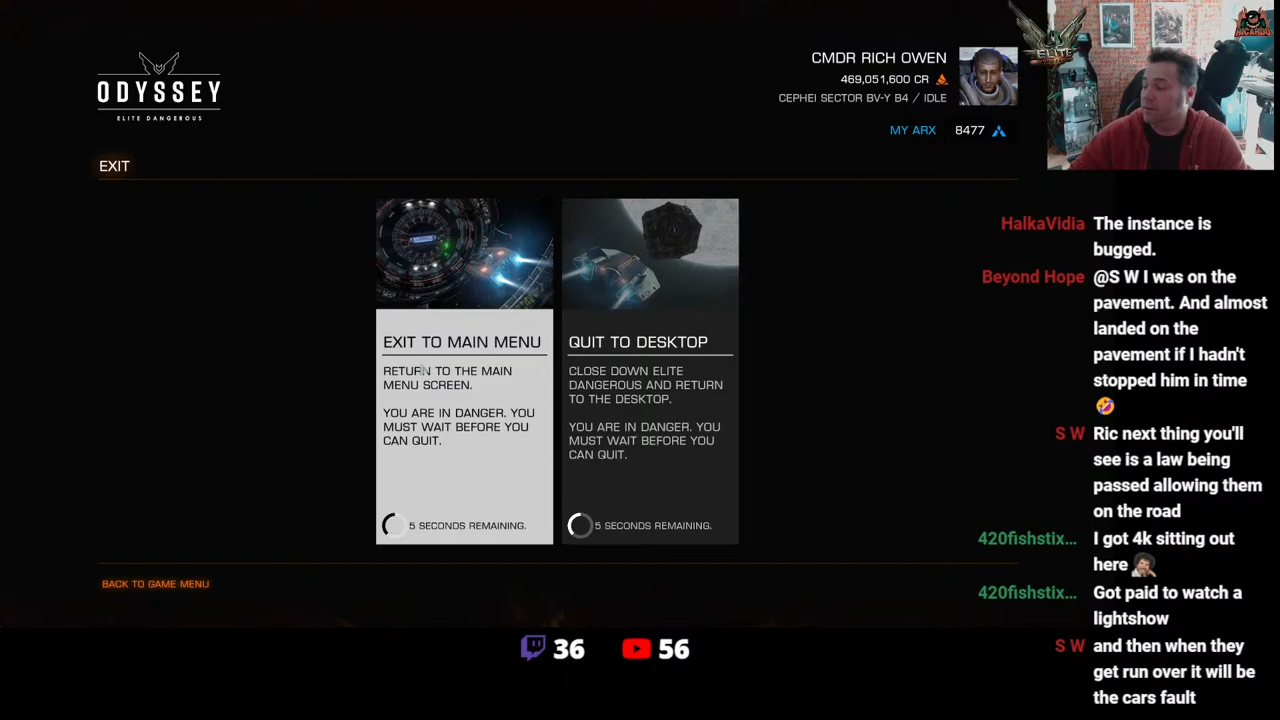 ODYSSEY
ELITE DANGEROUS
CMDR RICH OWEN
469,051,600 CR
CEPHEI SECTOR BV-Y B4 / IDLE
MY ARX 8477
ELITE
RICARDO
EXIT
EXIT TO MAIN MENU
RETURN TO THE MAIN
MENU SCREEN.
YOU ARE IN DANGER. YOU
MUST WAIT BEFORE YOU
CAN QUIT.
5 SECONDS REMAINING.
QUIT TO DESKTOP
CLOSE DOWN ELITE
DANGEROUS AND RETURN
TO THE DESKTOP.
YOU ARE IN DANGER. YOU
MUST WAIT BEFORE YOU
CAN QUIT.
5 SECONDS REMAINING.
BACK TO GAME MENU
36 56
HalkaVidia The instance is
bugged.
Beyond Hope @S W I was on the
pavement. And almost
landed on the
pavement if I hadn't
stopped him in time
🤣
S W Ric next thing you'll
see is a law being
passed allowing them
on the road
420fishstix... I got 4k sitting out
here
420fishstix... Got paid to watch a
lightshow
S W and then when they
get run over it will be
the cars fault